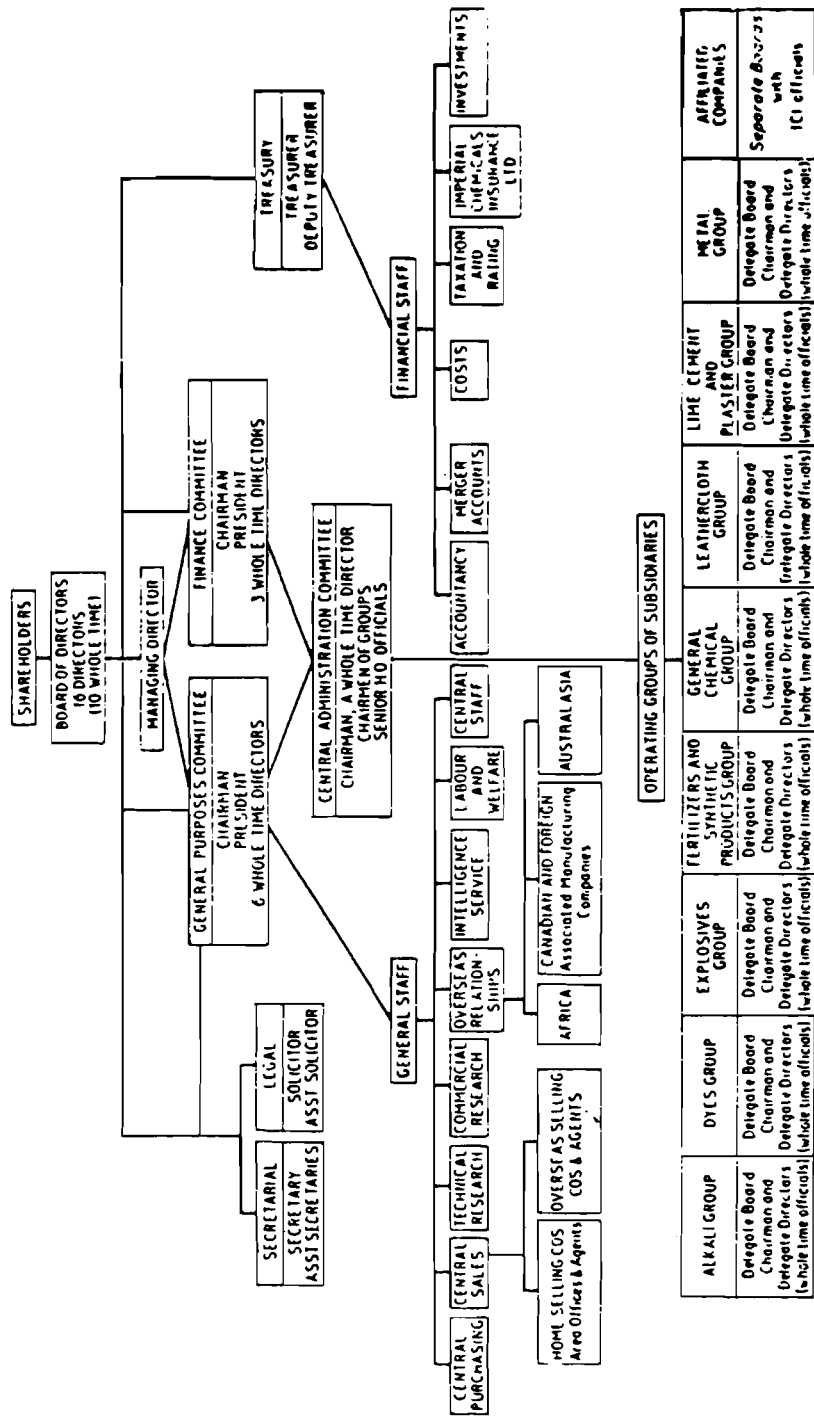 SHAREHOLDERS
BOARD OF DIRECTORS
16 DIRECTORS
(10 WHOLE TIME)
MANAGING DIRECTOR
GENERAL PURPOSES COMMITTEE
CHAIRMAN
PRESIDENT
6 WHOLE TIME DIRECTORS
FINANCE COMMITTEE
CHAIRMAN
PRESIDENT
3 WHOLE TIME DIRECTORS
TREASURY
TREASURER
DEPUTY TREASURER
SECRETARIAL
SECRETARY
ASST SECRETARIES
LEGAL
SOLICITOR
ASST SOLICITOR
CENTRAL ADMINISTRATION COMMITTEE
CHAIRMAN, A WHOLE TIME DIRECTOR
CHAIRMEN OF GROUPS
SENIOR HO OFFICIALS
GENERAL STAFF
FINANCIAL STAFF
CENTRAL
PURCHASING
CENTRAL
SALES
TECHNICAL
RESEARCH
COMMERCIAL
RESEARCH
OVERSEAS
RELATION-
SHIPS
INTELLIGENCE
SERVICE
LABOUR
AND
WELFARE
CENTRAL
STAFF
ACCOUNTANCY
MERGER
ACCOUNTS
COSTS
TAXATION
AND
RATING
IMPERIAL
CHEMICALS
INSURANCE
LTD
INVESTMENTS
HOME SELLING COS
Area Offices & Agents
OVERSEAS SELLING
COS & AGENTS
AFRICA
CANADIAN AND FOREIGN
Associated Manufacturing
Companies
AUSTRALASIA
OPERATING GROUPS OF SUBSIDIARIES
ALKALI GROUP
Delegate Board
Chairman and
Delegate Directors
(whole time officials)
DYES GROUP
Delegate Board
Chairman and
Delegate Directors
(whole time officials)
EXPLOSIVES
GROUP
Delegate Board
Chairman and
Delegate Directors
(whole time officials)
FERTILIZERS AND
SYNTHETIC
PRODUCTS GROUP
Delegate Board
Chairman and
Delegate Directors
(whole time officials)
GENERAL
CHEMICAL
GROUP
Delegate Board
Chairman and
Delegate Directors
(whole time officials)
LEATHERCLOTH
GROUP
Delegate Board
Chairman and
Delegate Directors
(whole time officials)
LIME CEMENT
AND
PLASTER GROUP
Delegate Board
Chairman and
Delegate Directors
(whole time officials)
METAL
GROUP
Delegate Board
Chairman and
Delegate Directors
(whole time officials)
AFFILIATED
COMPANIES
Separate Boards
with
ICI officials